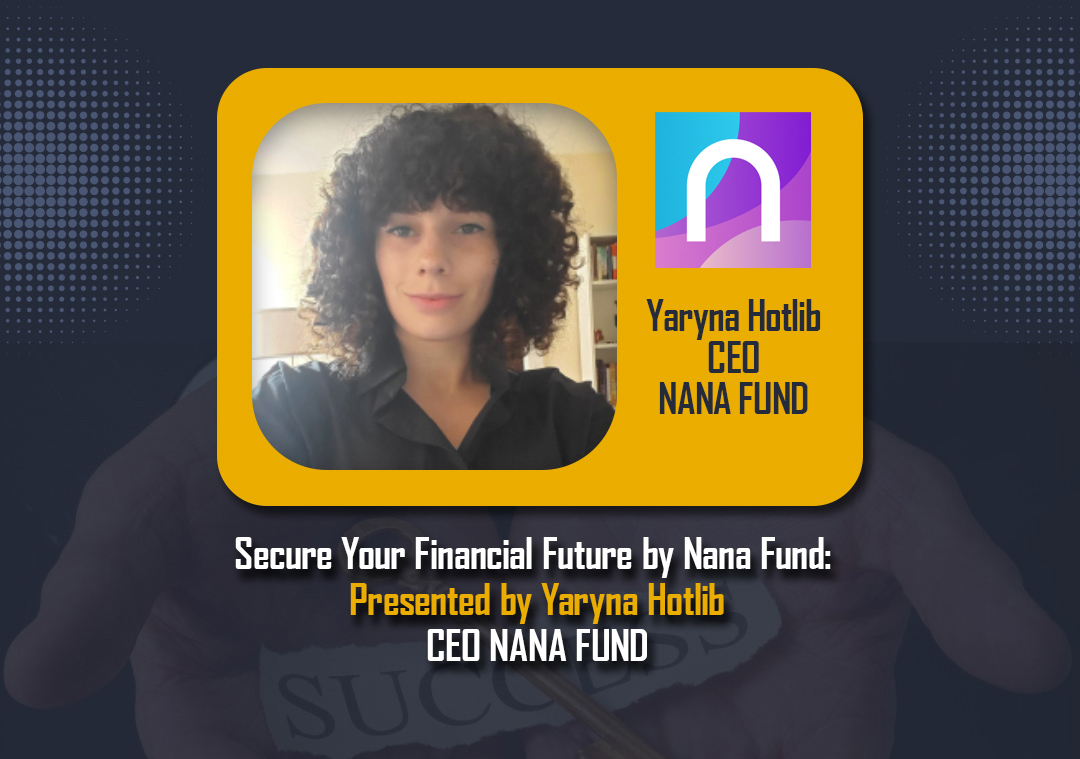 Yaryna Hotlib
CEO
NANA FUND
Secure Your Financial Future by Nana Fund:
Presented by Yaryna Hotlib
CEO NANA FUND
SUCCESS